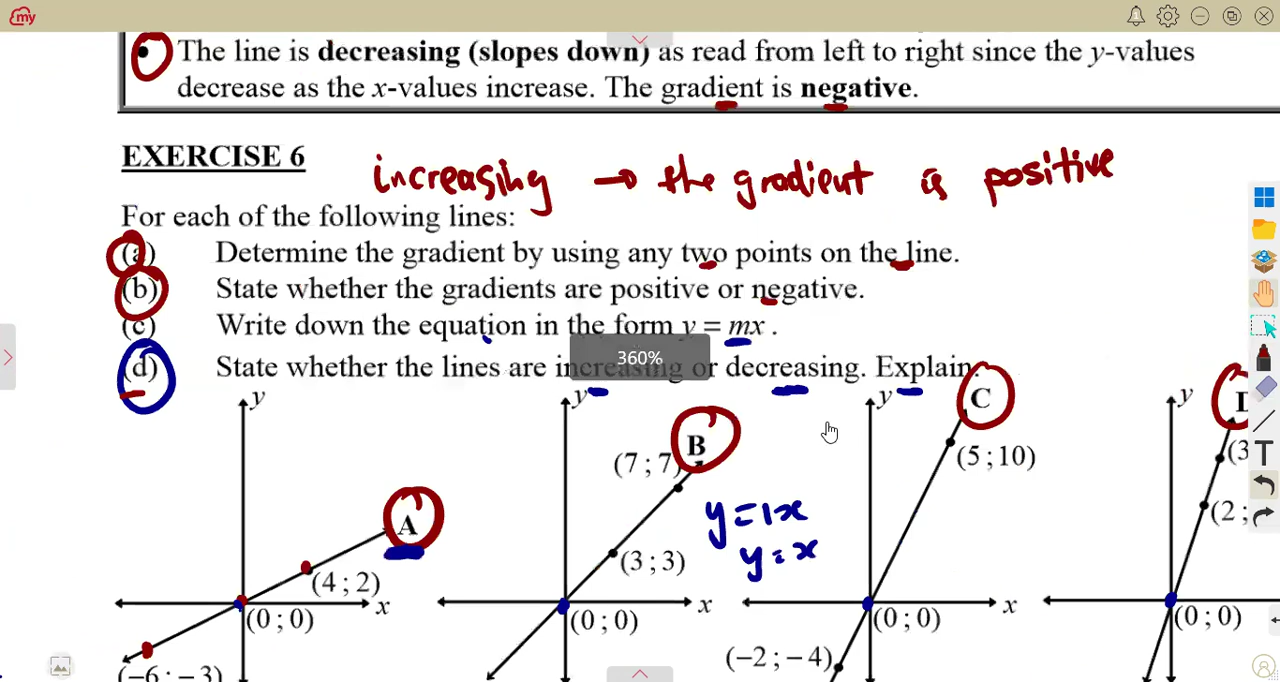 my
• The line is decreasing (slopes down) as read from left to right since the y-values
decrease as the x-values increase. The gradient is negative.
EXERCISE 6
increasing → the gradient is positive
For each of the following lines:
(a) Determine the gradient by using any two points on the line.
(b) State whether the gradients are positive or negative.
(c) Write down the equation in the form y = mx .
(d) State whether the lines are increasing or decreasing. Explain.
360%
y y y y
C
B
(7 ; 7)
(5 ; 10)
(3
A
y = 1x
(2 ;
y = x
(3 ; 3)
(4 ; 2)
x x x
(0 ; 0) (0 ; 0) (0 ; 0) (0 ; 0)
(−2 ; −4)
(−6 ; −3)
T